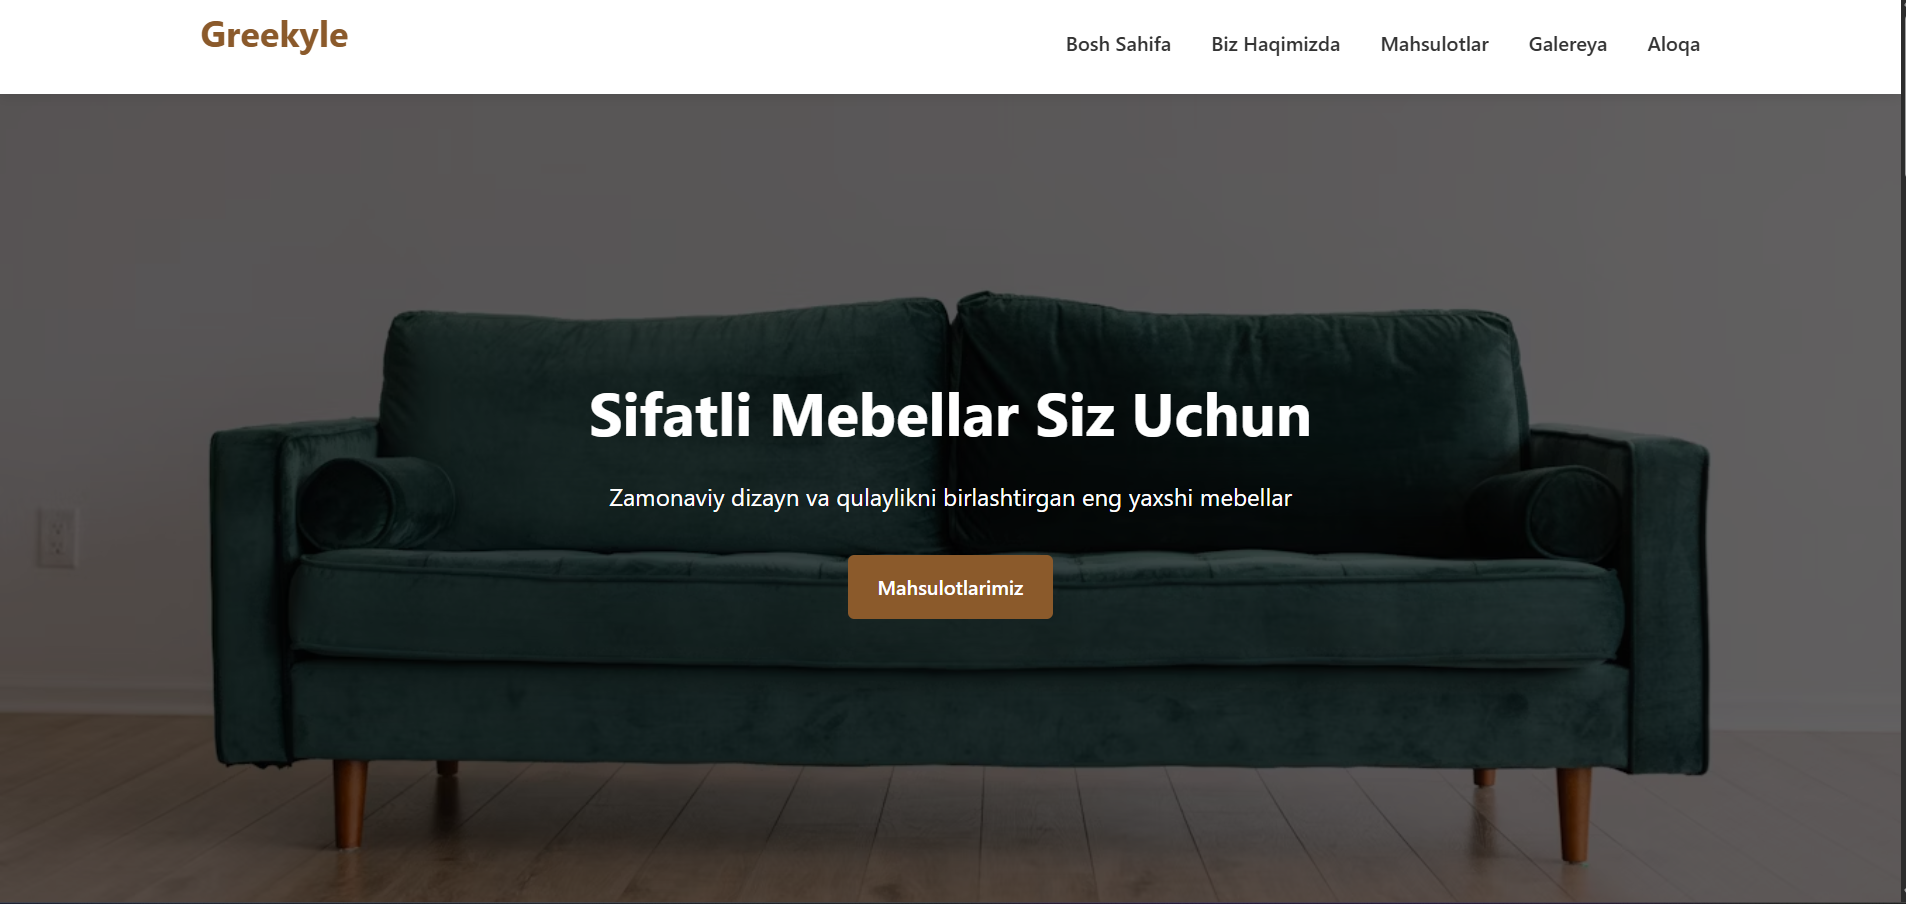 Greekyle
Bosh Sahifa Biz Haqimizda Mahsulotlar Galereya Aloqa
Sifatli Mebellar Siz Uchun
Zamonaviy dizayn va qulaylikni birlashtirgan eng yaxshi mebellar
Mahsulotlarimiz